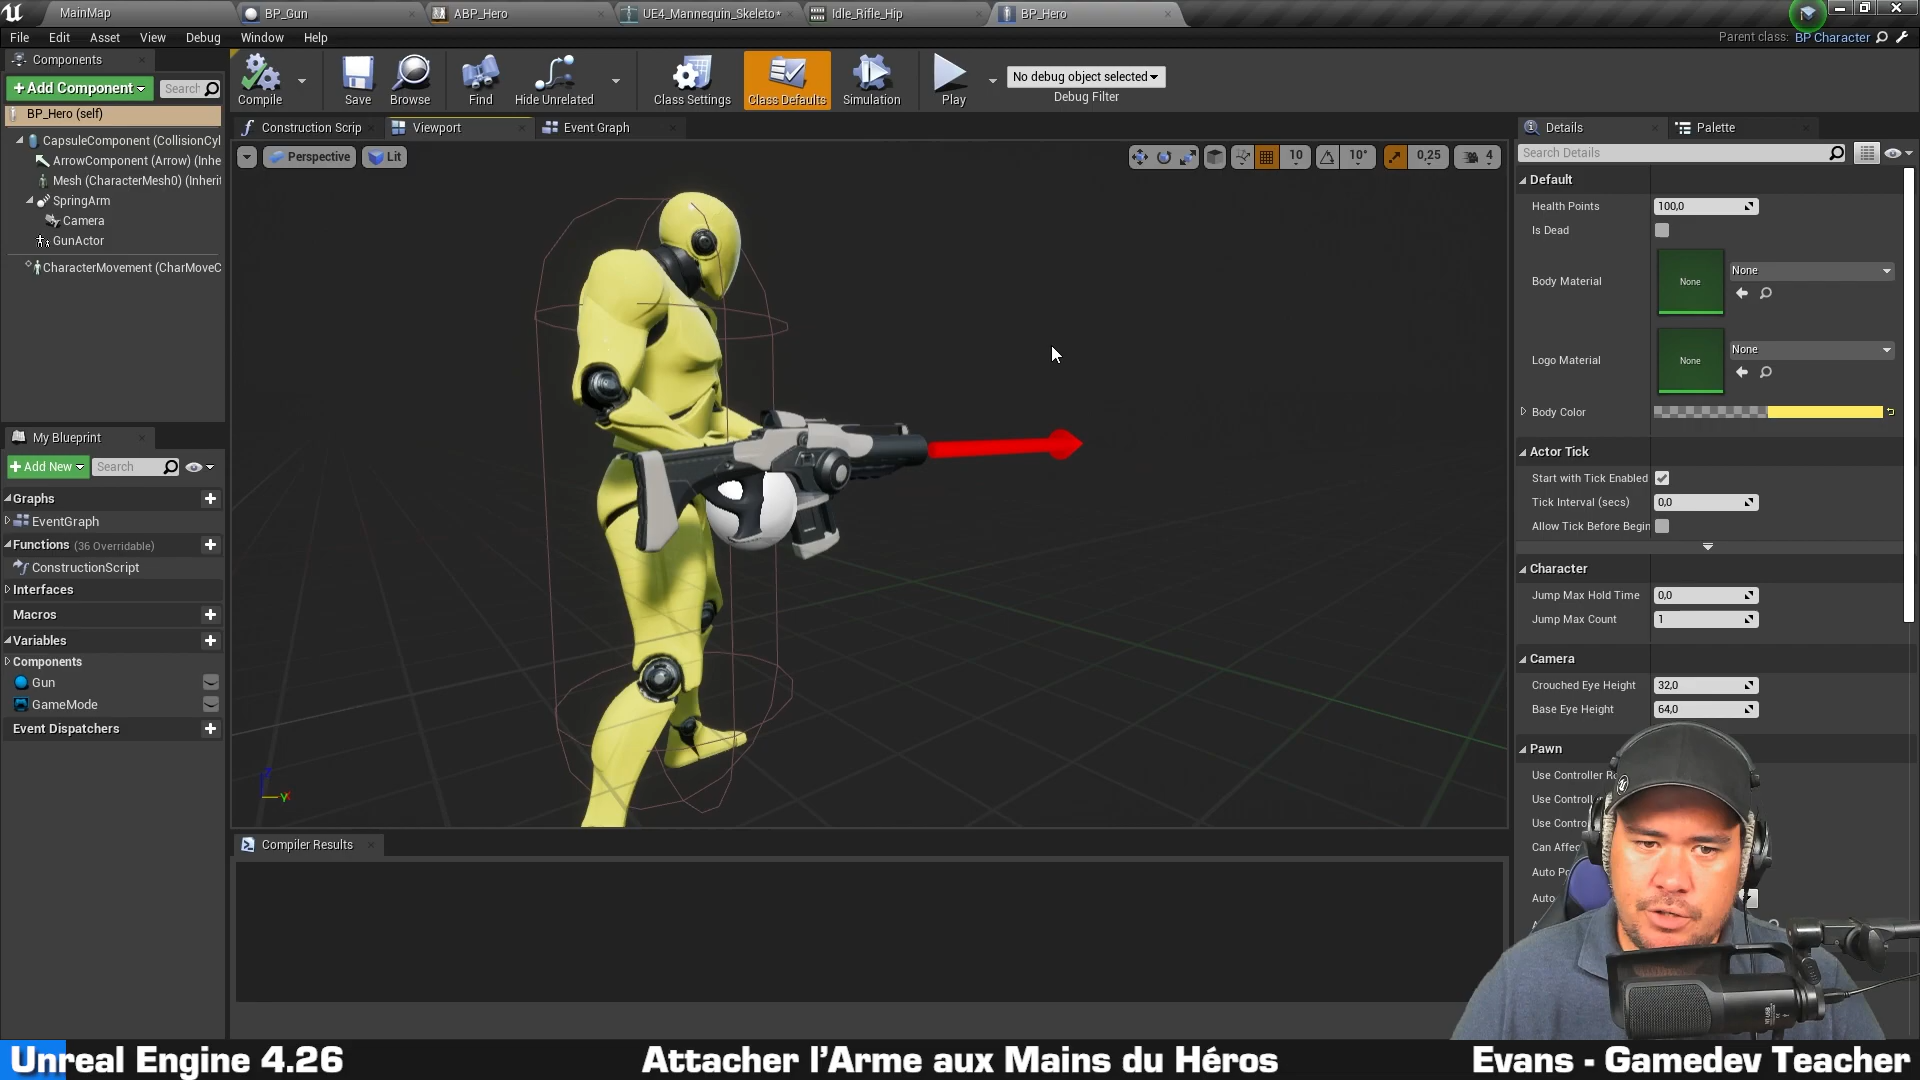 MainMap
BP_Gun
ABP_Hero
UE4_Mannequin_Skeleto*
Idle_Rifle_Hip
BP_Hero
File Edit Asset View Debug Window Help
Parent class: BP Character
Components
+Add Component
Search
BP_Hero (self)
CapsuleComponent (CollisionCyl
ArrowComponent (Arrow) (Inhe
Mesh (CharacterMesh0) (Inherit
SpringArm
Camera
GunActor
CharacterMovement (CharMoveC
My Blueprint
+Add New
Search
Graphs
EventGraph
Functions (36 Overridable)
ConstructionScript
Interfaces
Macros
Variables
Components
Gun
GameMode
Event Dispatchers
Compile
Save
Browse
Find
Hide Unrelated
Class Settings
Class Defaults
Simulation
Play
No debug object selected
Debug Filter
Construction Scrip
Viewport
Event Graph
Perspective
Lit
10
10°
0,25
4
Compiler Results
Details
Palette
Search Details
Default
Health Points 100,0
Is Dead
Body Material None None
Logo Material None None
Body Color
Actor Tick
Start with Tick Enabled
Tick Interval (secs) 0,0
Allow Tick Before Begin
Character
Jump Max Hold Time 0,0
Jump Max Count 1
Camera
Crouched Eye Height 32,0
Base Eye Height 64,0
Pawn
Use Controller Ro
Use Control
Use Contro
Can Affec
Auto Po
Auto
Unreal Engine 4.26
Attacher l'Arme aux Mains du Héros
Evans - Gamedev Teacher